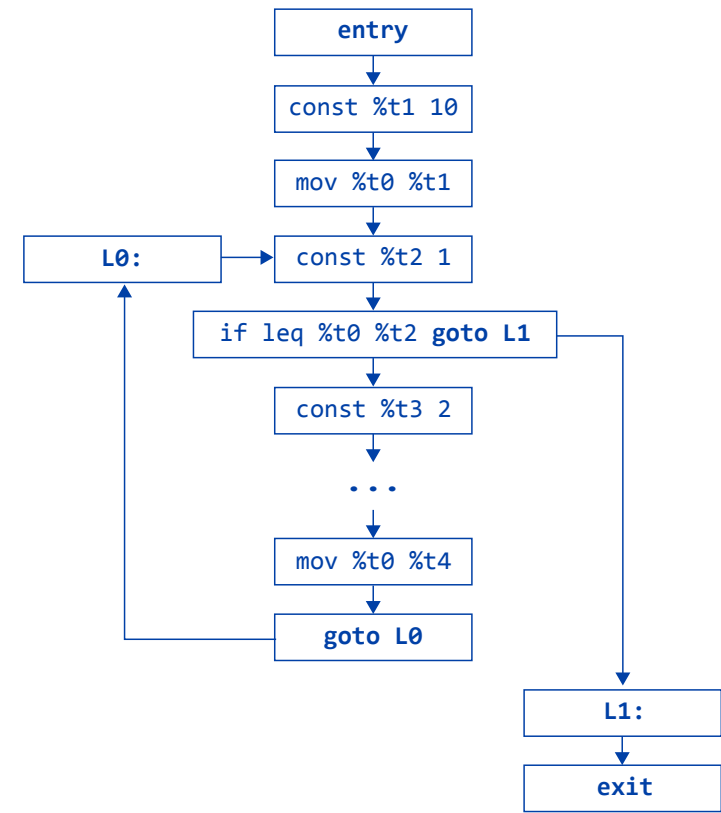 entry
const %t1 10
mov %t0 %t1
L0:
const %t2 1
if leq %t0 %t2 goto L1
const %t3 2
...
mov %t0 %t4
goto L0
L1:
exit